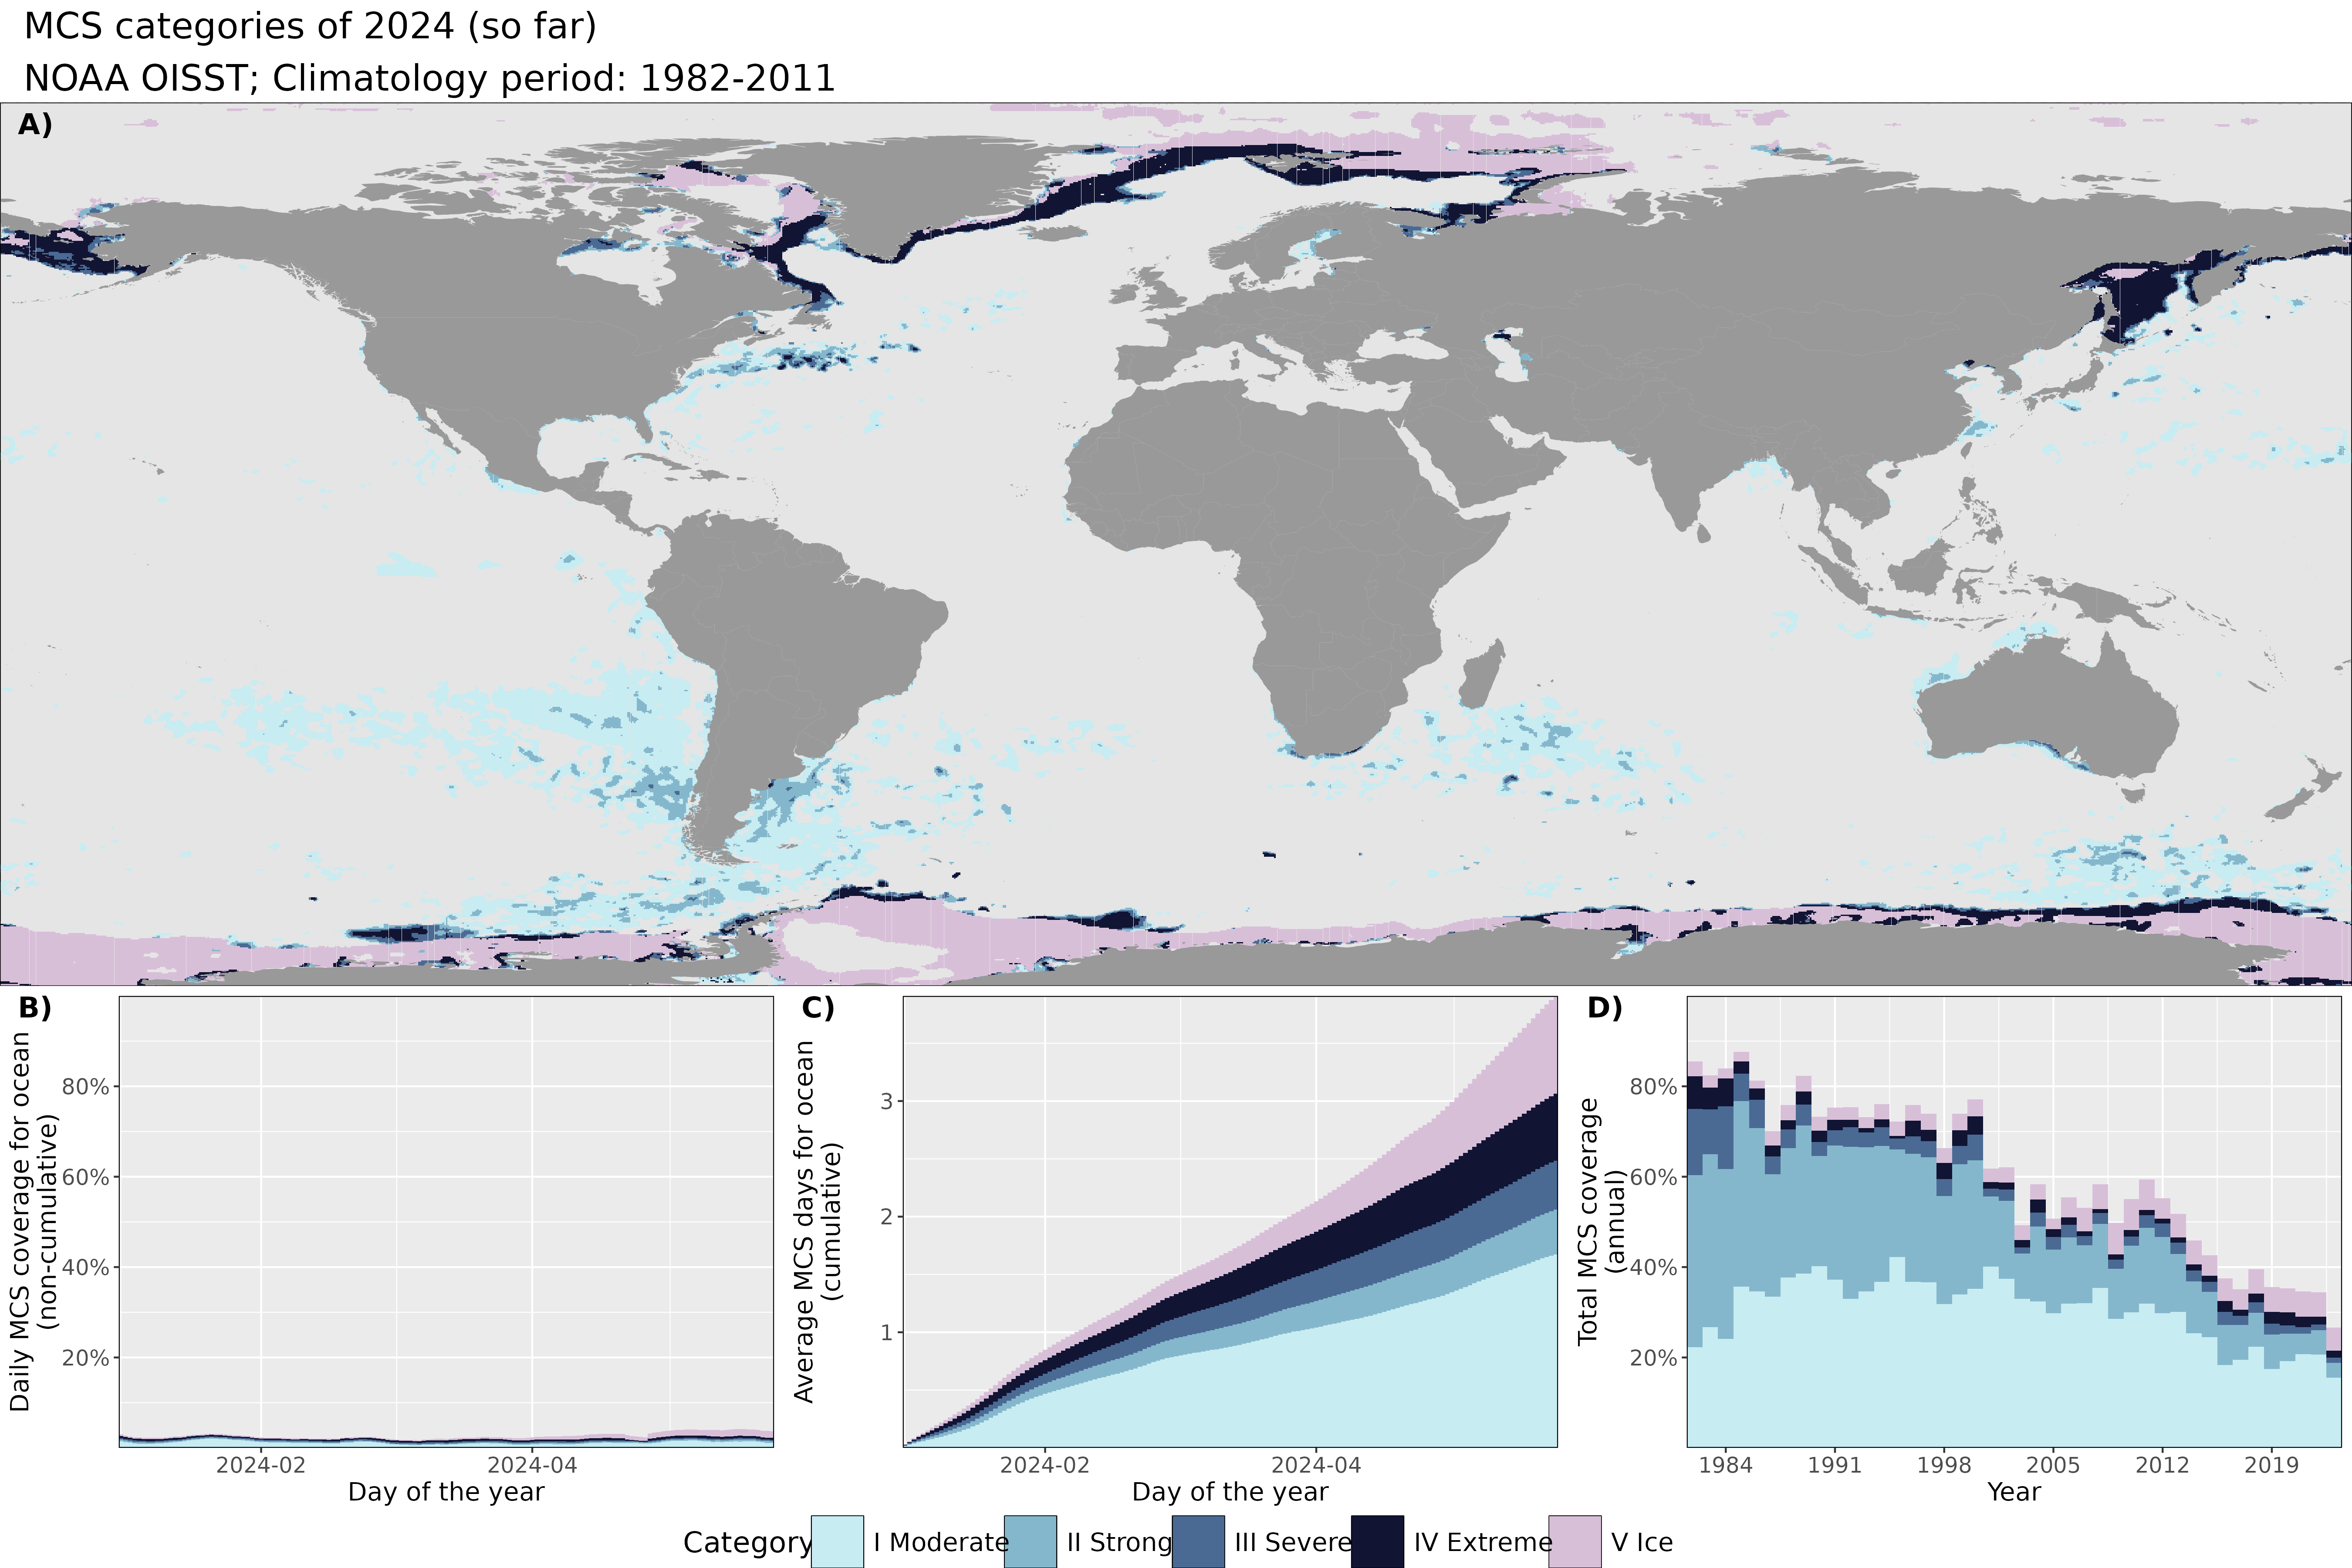 MCS categories of 2024 (so far)
NOAA OISST; Climatology period: 1982-2011
A)
B)
Daily MCS coverage for ocean
(non-cumulative)
80%
60%
40%
20%
2024-02
2024-04
Day of the year
C)
Average MCS days for ocean
(cumulative)
3
2
1
2024-02
2024-04
Day of the year
D)
Total MCS coverage
(annual)
80%
60%
40%
20%
1984
1991
1998
2005
2012
2019
Year
Category
I Moderate
II Strong
III Severe
IV Extreme
V Ice